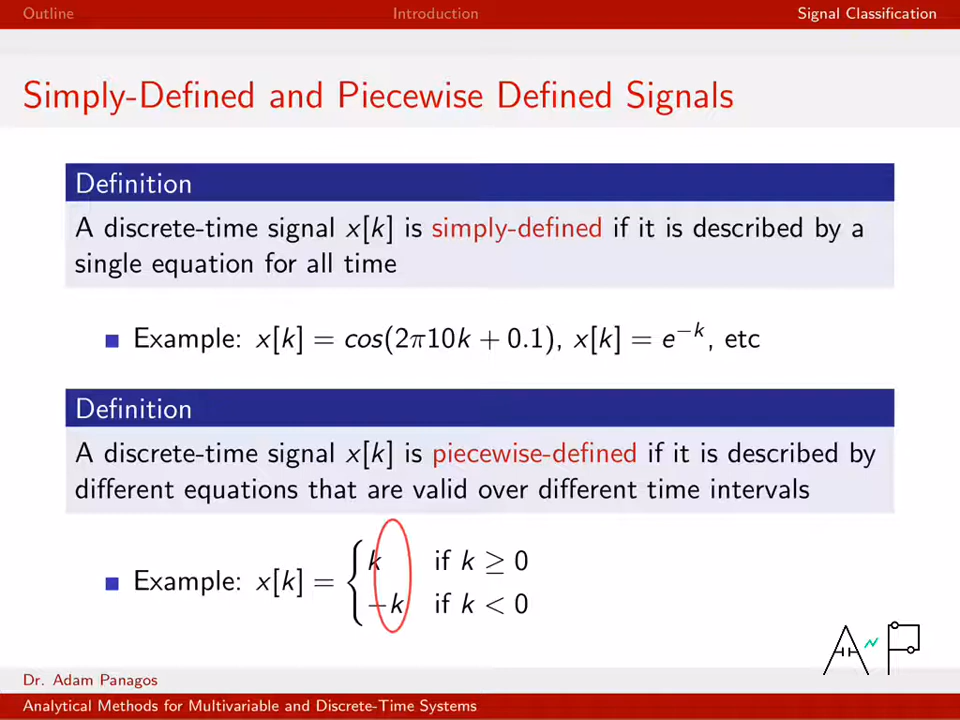 Outline Introduction Signal Classification
Simply-Defined and Piecewise Defined Signals
Definition
A discrete-time signal x[k] is simply-defined if it is described by a
single equation for all time
Example: x[k] = cos(2π10k + 0.1), x[k] = e^{−k}, etc
Definition
A discrete-time signal x[k] is piecewise-defined if it is described by
different equations that are valid over different time intervals
k if k ≥ 0
Example: x[k] = {
−k if k < 0
AP
Dr. Adam Panagos
Analytical Methods for Multivariable and Discrete-Time Systems